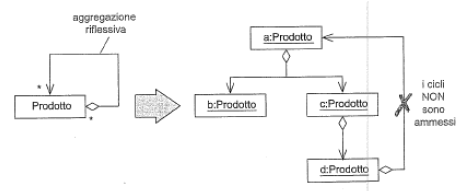 aggregazione
riflessiva
*
Prodotto
*
a:Prodotto
b:Prodotto
c:Prodotto
d:Prodotto
i cicli
NON
sono
ammessi